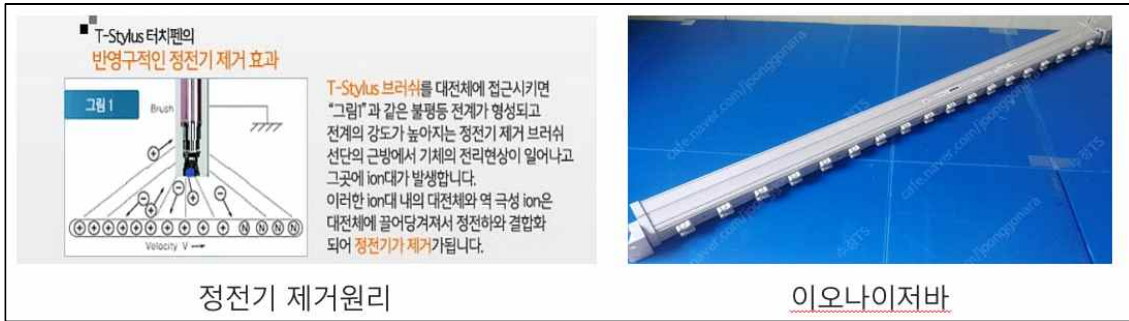 T-Stylus 터치펜의
반영구적인 정전기 제거 효과
그림 1
Brush
Velocity V
T-Stylus 브러쉬를 대전체에 접근시키면
"그림1"과 같은 불평등 전계가 형성되고
전계의 강도가 높아지는 정전기 제거 브러쉬
선단의 근방에서 기체의 전리현상이 일어나고
그곳에 ion대가 발생합니다.
이러한 ion대 내의 대전체와 역 극성 ion은
대전체에 끌어당겨져서 정전하와 결합화
되어 정전기가 제거가됩니다.
N N N N
cafe.naver.com/joonggonara
정전기 제거원리
이오나이저바